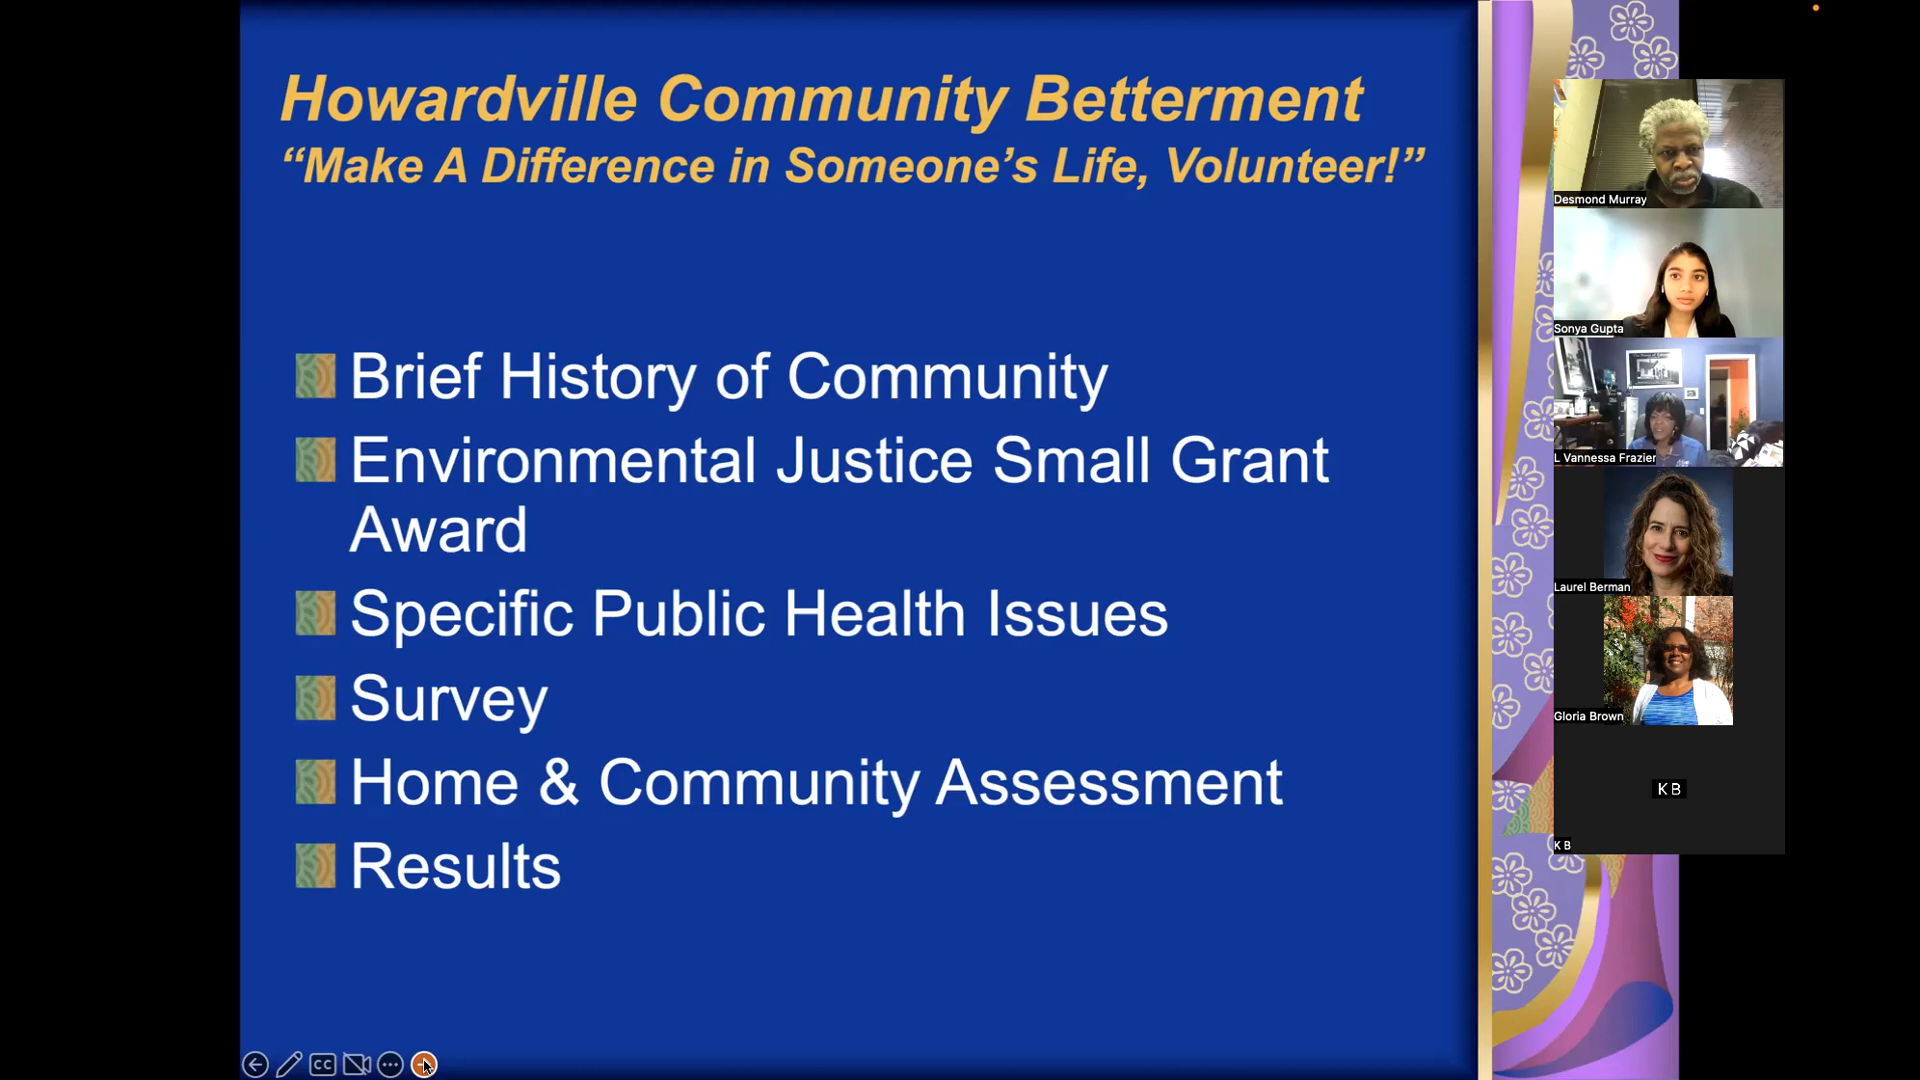 Howardville Community Betterment
“Make A Difference in Someone’s Life, Volunteer!”
Brief History of Community
Environmental Justice Small Grant
Award
Specific Public Health Issues
Survey
Home & Community Assessment
Results
Desmond Murray
Sonya Gupta
L Vannessa Frazier
Laurel Berman
Gloria Brown
K B
K B
CC